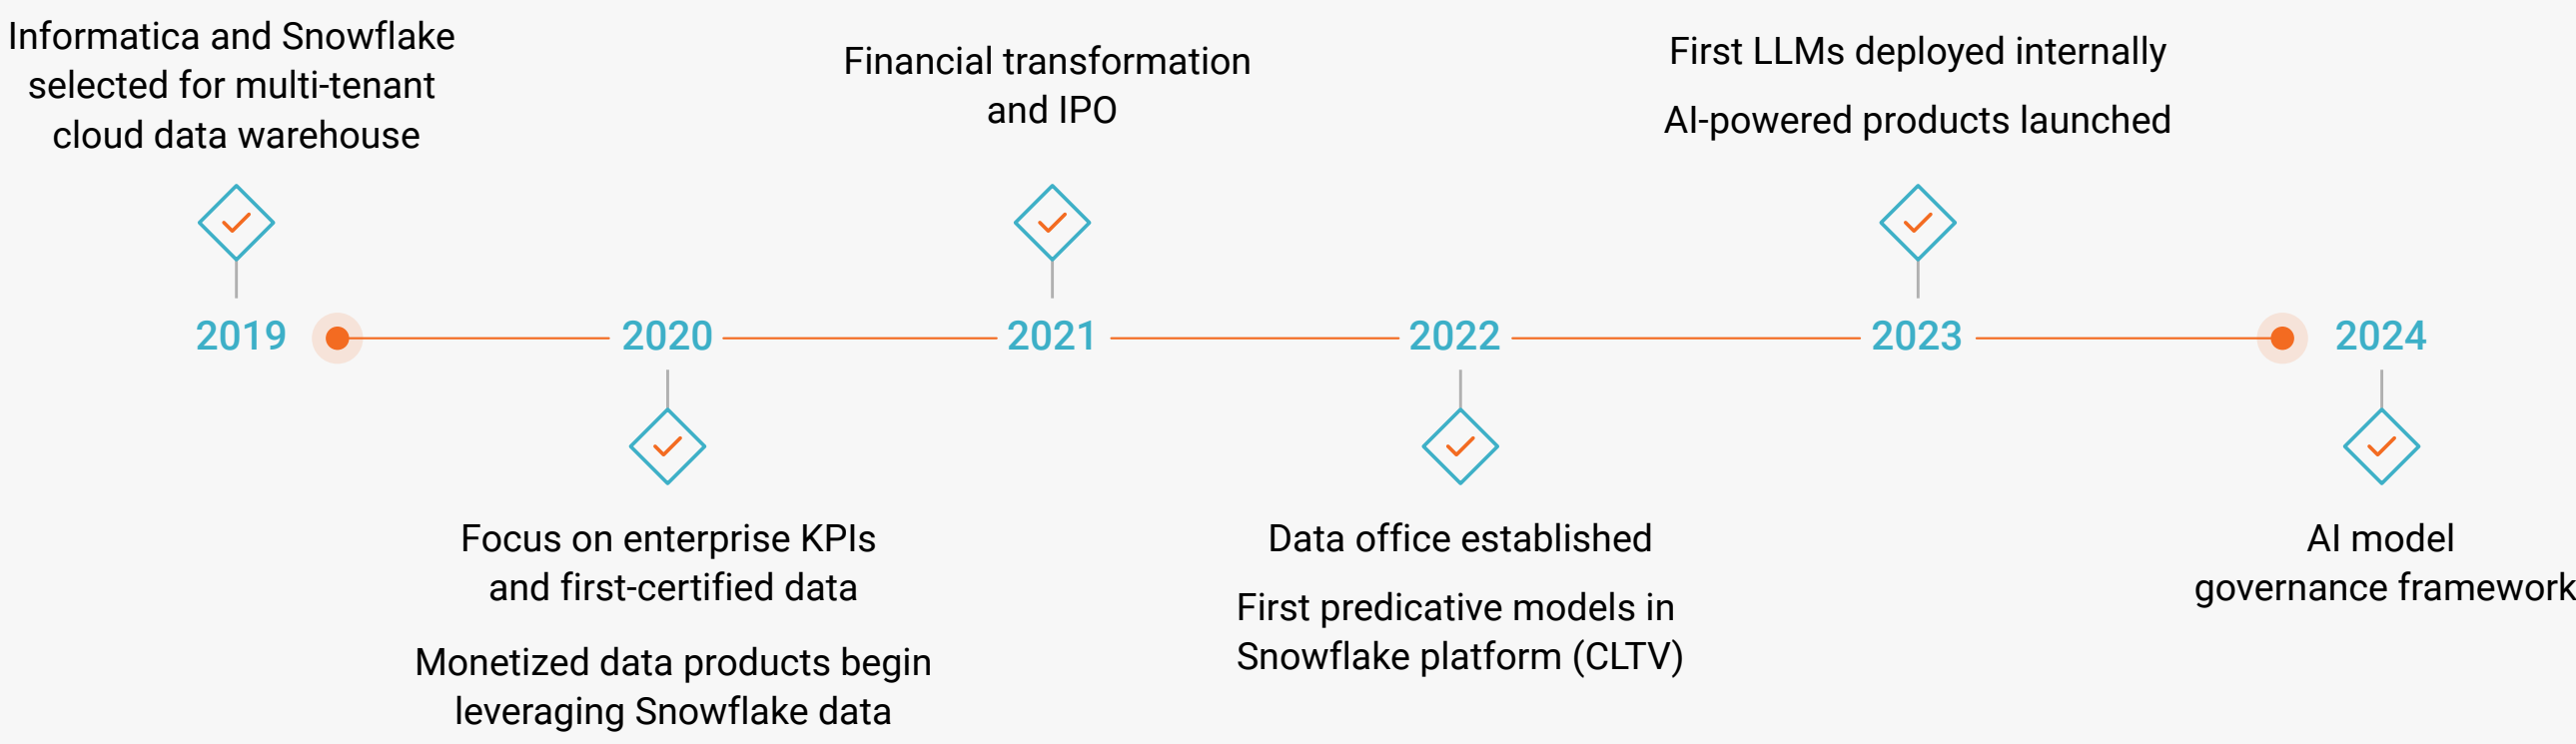 Informatica and Snowflake
selected for multi-tenant
cloud data warehouse
Financial transformation
and IPO
First LLMs deployed internally
AI-powered products launched
2019
2020
2021
2022
2023
2024
Focus on enterprise KPIs
and first-certified data
Monetized data products begin
leveraging Snowflake data
Data office established
First predicative models in
Snowflake platform (CLTV)
AI model
governance framework